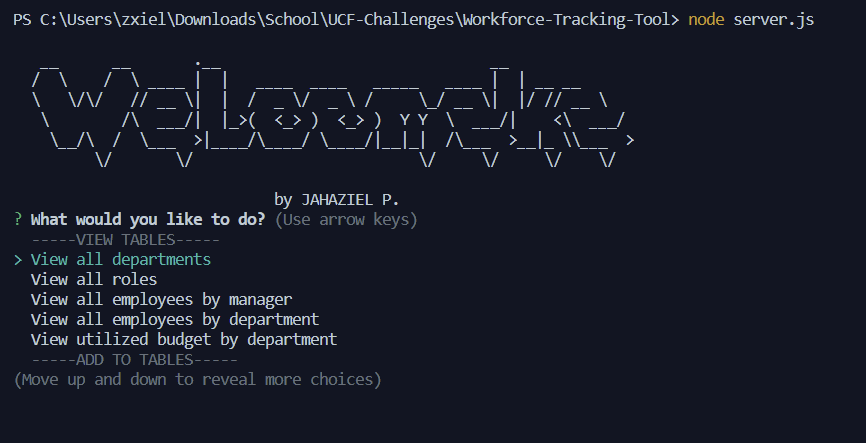 PS C:\Users\zxiel\Downloads\School\UCF-Challenges\Workforce-Tracking-Tool> node server.js
by JAHAZIEL P.
? What would you like to do? (Use arrow keys)
-----VIEW TABLES-----
> View all departments
View all roles
View all employees by manager
View all employees by department
View utilized budget by department
-----ADD TO TABLES-----
(Move up and down to reveal more choices)